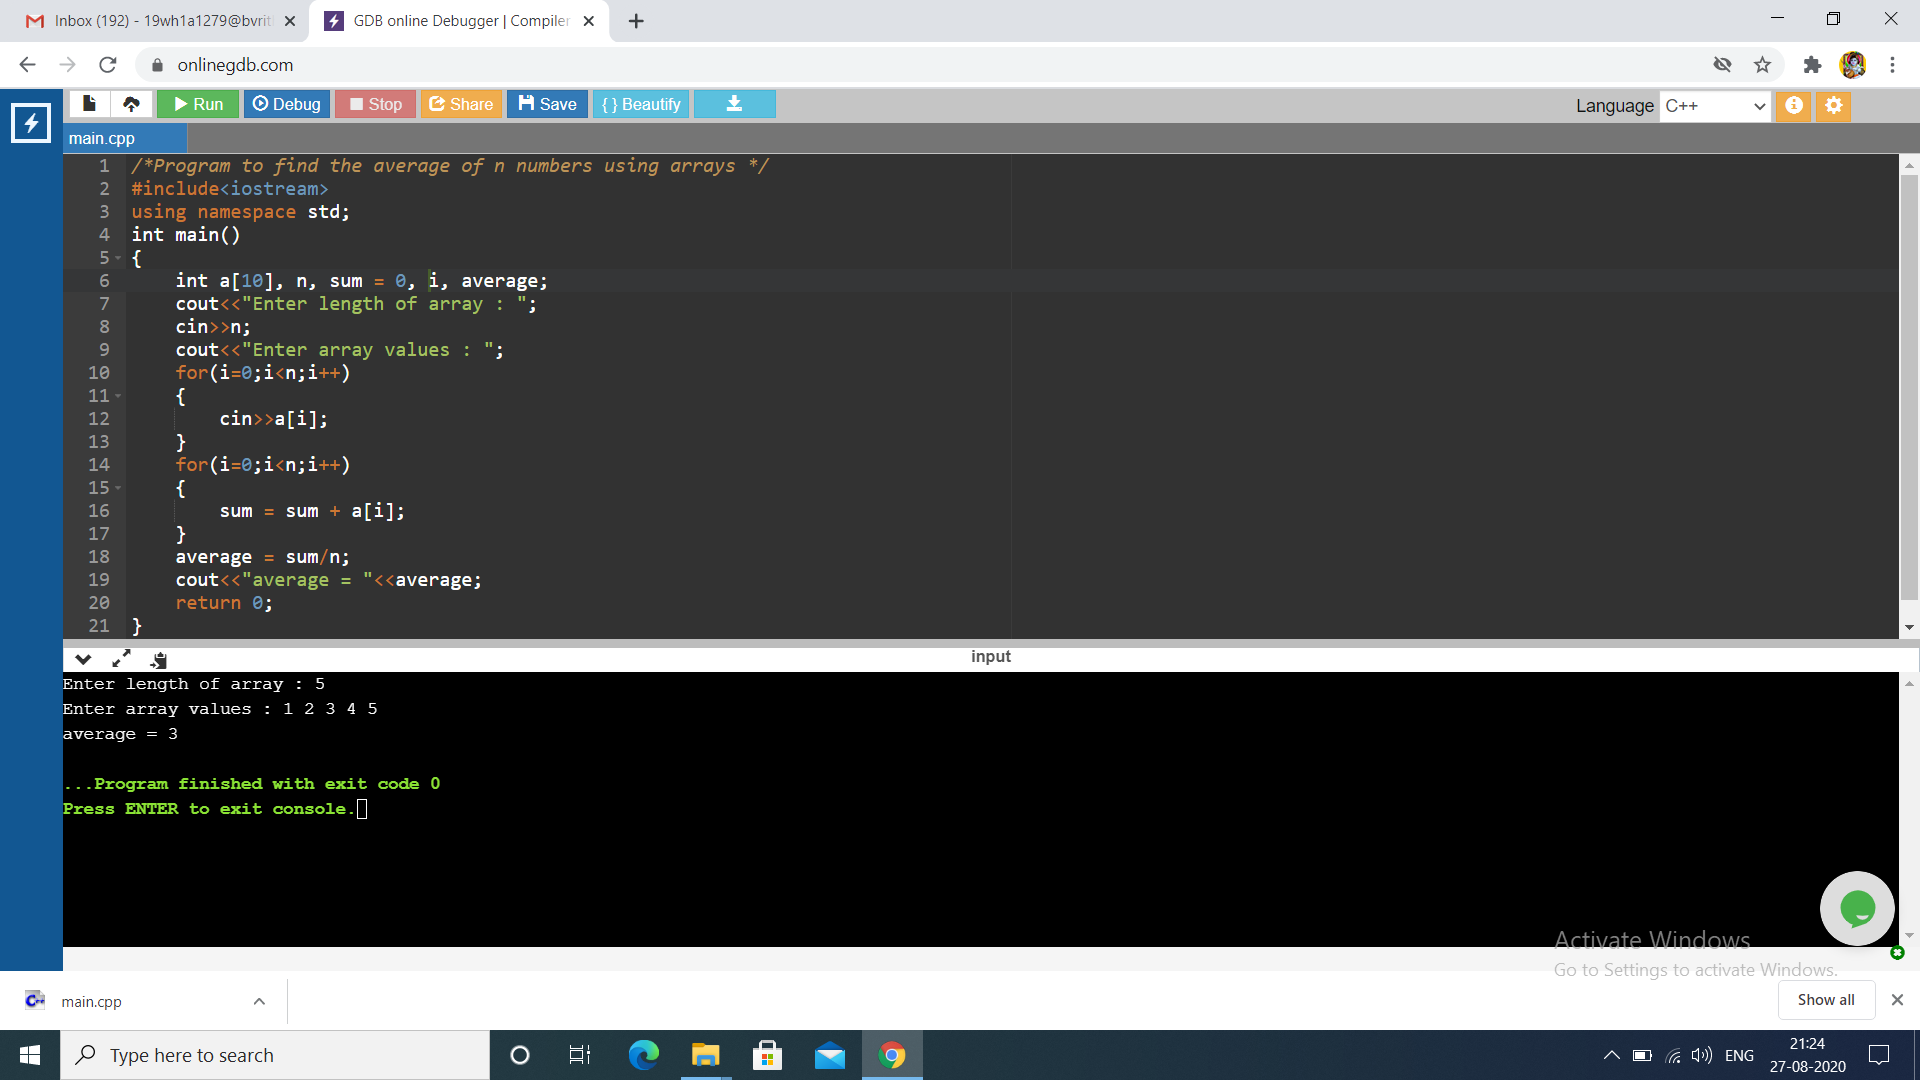 Inbox (192) - 19wh1a1279@bvrit
GDB online Debugger | Compiler
onlinegdb.com
Run Debug Stop Share Save { } Beautify
Language C++
main.cpp
1 /*Program to find the average of n numbers using arrays */
2 #include<iostream>
3 using namespace std;
4 int main()
5 {
6 int a[10], n, sum = 0, i, average;
7 cout<<"Enter length of array : ";
8 cin>>n;
9 cout<<"Enter array values : ";
10 for(i=0;i<n;i++)
11 {
12 cin>>a[i];
13 }
14 for(i=0;i<n;i++)
15 {
16 sum = sum + a[i];
17 }
18 average = sum/n;
19 cout<<"average = "<<average;
20 return 0;
21 }
input
Enter length of array : 5
Enter array values : 1 2 3 4 5
average = 3
...Program finished with exit code 0
Press ENTER to exit console.
Activate Windows
Go to Settings to activate Windows.
main.cpp
Show all
Type here to search
ENG
21:24
27-08-2020